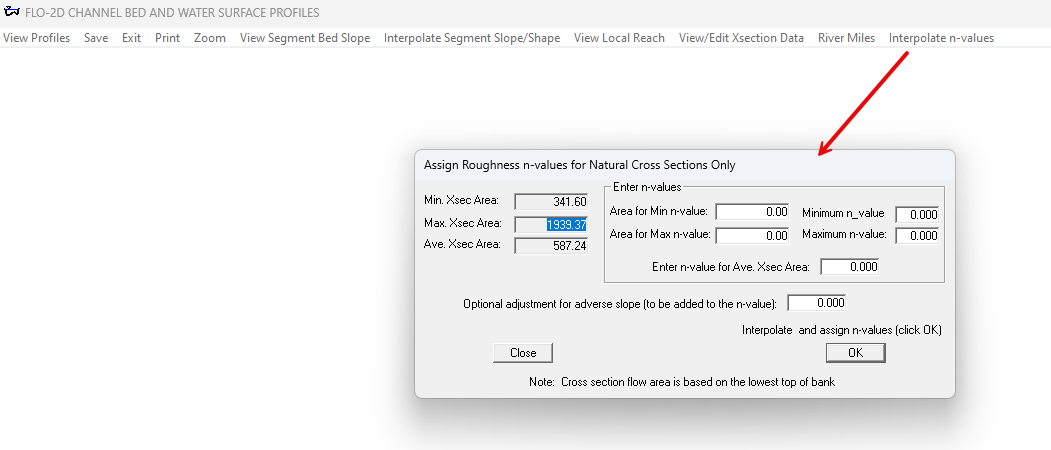 FLO-2D CHANNEL BED AND WATER SURFACE PROFILES
View Profiles Save Exit Print Zoom View Segment Bed Slope Interpolate Segment Slope/Shape View Local Reach View/Edit Xsection Data River Miles Interpolate n-values
Assign Roughness n-values for Natural Cross Sections Only
Min. Xsec Area: 341.60
Max. Xsec Area: 1939.37
Ave. Xsec Area: 587.24
Enter n-values
Area for Min n-value: 0.00 Minimum n_value 0.000
Area for Max n-value: 0.00 Maximum n-value: 0.000
Enter n-value for Ave. Xsec Area: 0.000
Optional adjustment for adverse slope (to be added to the n-value): 0.000
Interpolate and assign n-values (click OK)
Close OK
Note: Cross section flow area is based on the lowest top of bank